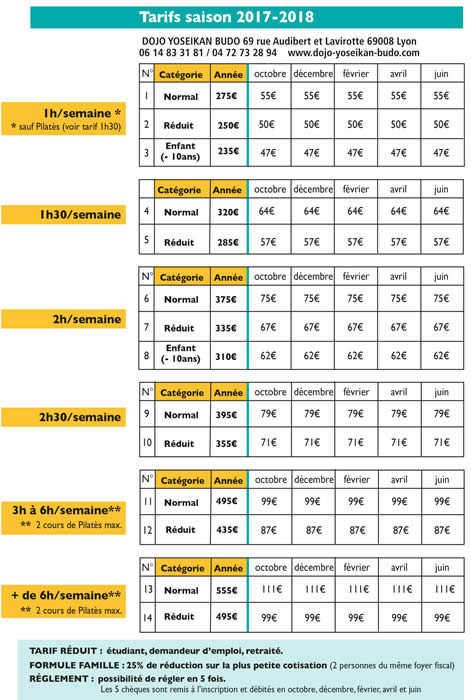 Tarifs saison 2017-2018
DOJO YOSEIKAN BUDO 69 rue Audibert et Lavirotte 69008 Lyon
06 14 83 31 81 / 04 72 73 28 94 www.dojo-yoseikan-budo.com
1h/semaine *
* sauf Pilatès (voir tarif 1h30)
N° Catégorie Année octobre décembre février avril juin
1 Normal 275€ 55€ 55€ 55€ 55€ 55€
2 Réduit 250€ 50€ 50€ 50€ 50€ 50€
3 Enfant (- 10ans) 235€ 47€ 47€ 47€ 47€ 47€
1h30/semaine
Catégorie Année octobre décembre février avril juin
4 Normal 320€ 64€ 64€ 64€ 64€ 64€
5 Réduit 285€ 57€ 57€ 57€ 57€ 57€
2h/semaine
N° Catégorie Année octobre décembre février avril juin
6 Normal 375€ 75€ 75€ 75€ 75€ 75€
7 Réduit 335€ 67€ 67€ 67€ 67€ 67€
8 Enfant (- 10ans) 310€ 62€ 62€ 62€ 62€ 62€
2h30/semaine
N° Catégorie Année octobre décembre février avril juin
9 Normal 395€ 79€ 79€ 79€ 79€ 79€
10 Réduit 355€ 71€ 71€ 71€ 71€ 71€
3h à 6h/semaine**
** 2 cours de Pilatès max.
N° Catégorie Année octobre décembre février avril juin
11 Normal 495€ 99€ 99€ 99€ 99€ 99€
12 Réduit 435€ 87€ 87€ 87€ 87€ 87€
+ de 6h/semaine**
** 2 cours de Pilatès max.
N° Catégorie Année octobre décembre février avril juin
13 Normal 555€ 111€ 111€ 111€ 111€ 111€
14 Réduit 495€ 99€ 99€ 99€ 99€ 99€
TARIF RÉDUIT : étudiant, demandeur d'emploi, retraité.
FORMULE FAMILLE : 25% de réduction sur la plus petite cotisation (2 personnes du même foyer fiscal)
RÉGLEMENT : possibilité de régler en 5 fois.
Les 5 chèques sont remis à l'inscription et débités en octobre, décembre, février, avril et juin